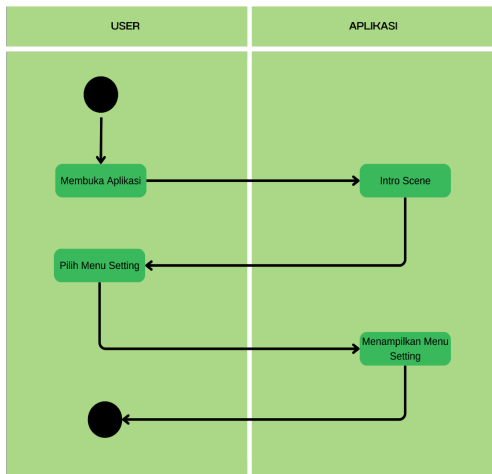 USER
APLIKASI
Membuka Aplikasi
Intro Scene
Pilih Menu Setting
Menampilkan Menu
Setting